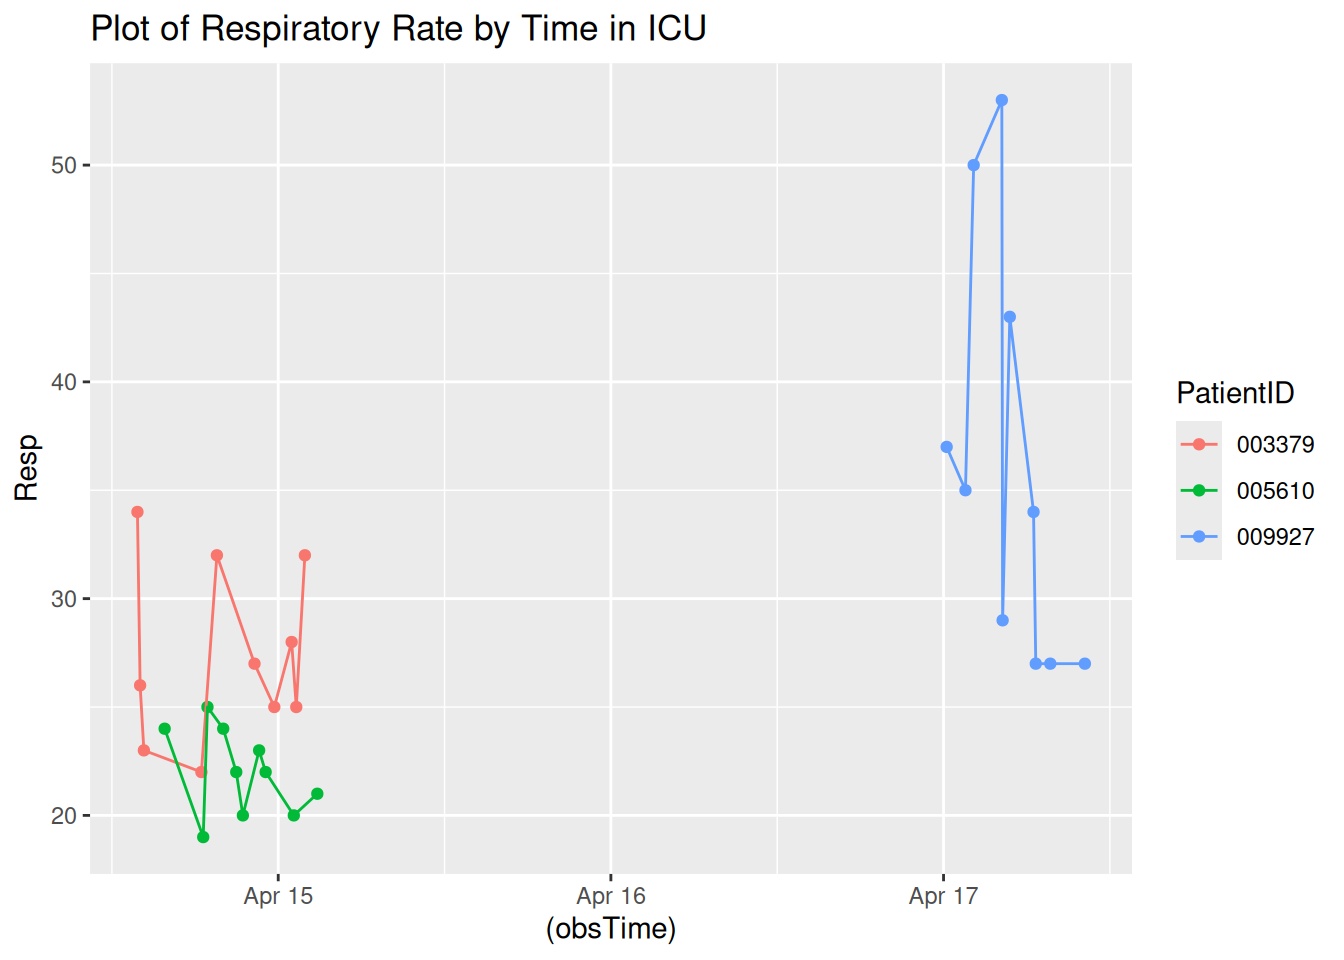 Plot of Respiratory Rate by Time in ICU
50
40
30
20
Resp
Apr 15
Apr 16
Apr 17
(obsTime)
PatientID
003379
005610
009927